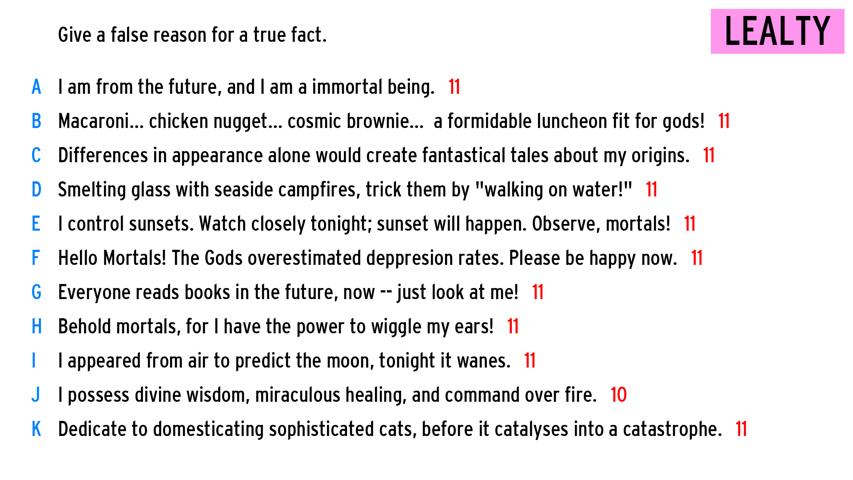 Give a false reason for a true fact.
LEALTY
A I am from the future, and I am a immortal being. 11
B Macaroni... chicken nugget... cosmic brownie... a formidable luncheon fit for gods! 11
C Differences in appearance alone would create fantastical tales about my origins. 11
D Smelting glass with seaside campfires, trick them by "walking on water!" 11
E I control sunsets. Watch closely tonight; sunset will happen. Observe, mortals! 11
F Hello Mortals! The Gods overestimated deppresion rates. Please be happy now. 11
G Everyone reads books in the future, now -- just look at me! 11
H Behold mortals, for I have the power to wiggle my ears! 11
I I appeared from air to predict the moon, tonight it wanes. 11
J I possess divine wisdom, miraculous healing, and command over fire. 10
K Dedicate to domesticating sophisticated cats, before it catalyses into a catastrophe. 11